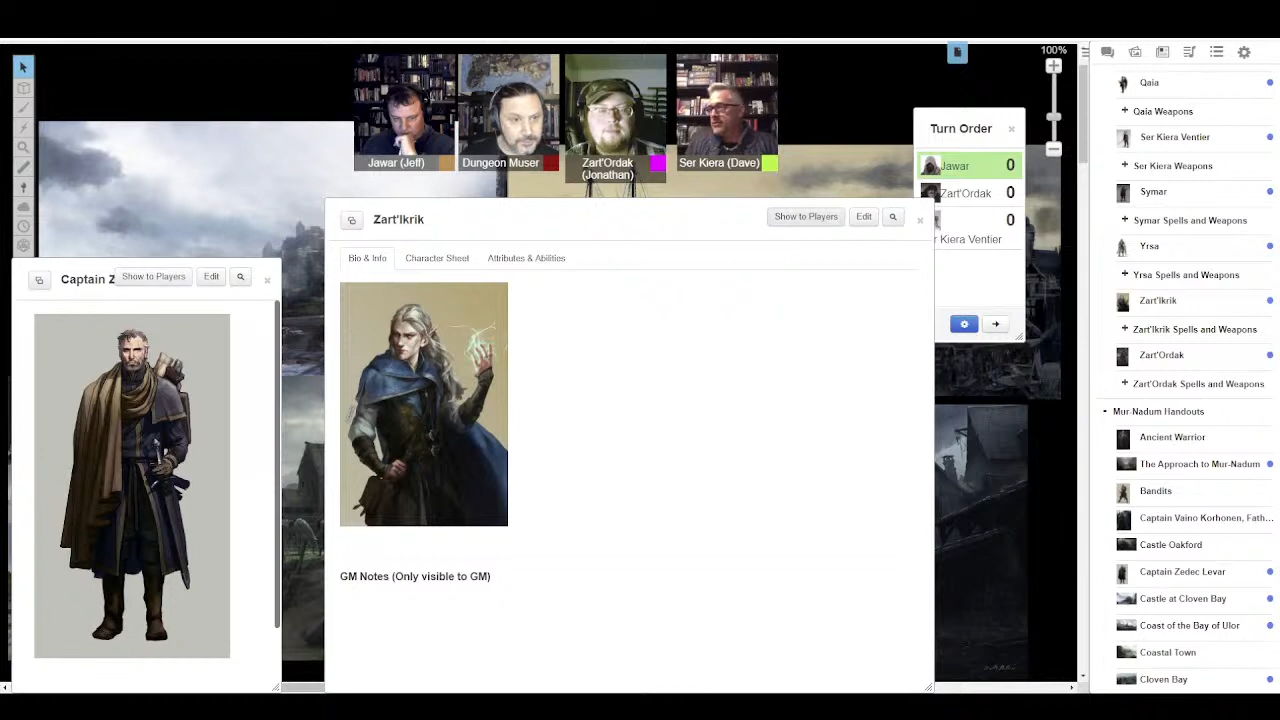 100%
Jawar (Jeff)
Dungeon Muser
Zart'Ordak
(Jonathan)
Ser Kiera (Dave)
Turn Order
Jawar 0
Zart'Ordak 0
0
r Kiera Ventier
Zart'Ikrik
Show to Players
Edit
Bio & Info
Character Sheet
Attributes & Abilities
GM Notes (Only visible to GM)
Captain Z
Show to Players
Edit
Qaia
Qaia Weapons
Ser Kiera Ventier
Ser Kiera Weapons
Symar
Symar Spells and Weapons
Yrsa
Yrsa Spells and Weapons
Zart'Ikrik
Zart'Ikrik Spells and Weapons
Zart'Ordak
Zart'Ordak Spells and Weapons
Mur-Nadum Handouts
Ancient Warrior
The Approach to Mur-Nadum
Bandits
Captain Vaino Korhonen, Fath...
Castle Oakford
Captain Zedec Levar
Castle at Cloven Bay
Coast of the Bay of Ulor
Coastal Town
Cloven Bay